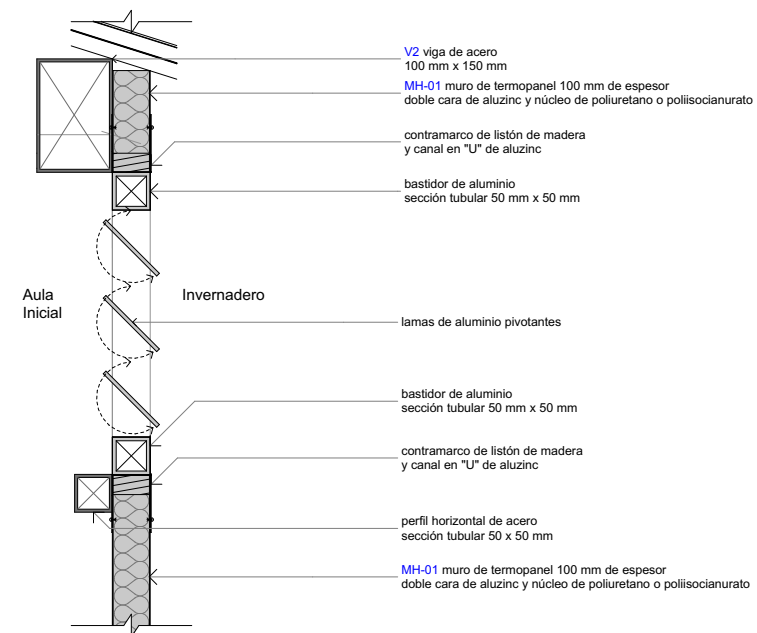 V2 viga de acero
100 mm x 150 mm
MH-01 muro de termopanel 100 mm de espesor
doble cara de aluzinc y núcleo de poliuretano o poliisocianurato
contramarco de listón de madera
y canal en "U" de aluzinc
bastidor de aluminio
sección tubular 50 mm x 50 mm
Aula
Inicial
Invernadero
lamas de aluminio pivotantes
bastidor de aluminio
sección tubular 50 mm x 50 mm
contramarco de listón de madera
y canal en "U" de aluzinc
perfil horizontal de acero
sección tubular 50 x 50 mm
MH-01 muro de termopanel 100 mm de espesor
doble cara de aluzinc y núcleo de poliuretano o poliisocianurato